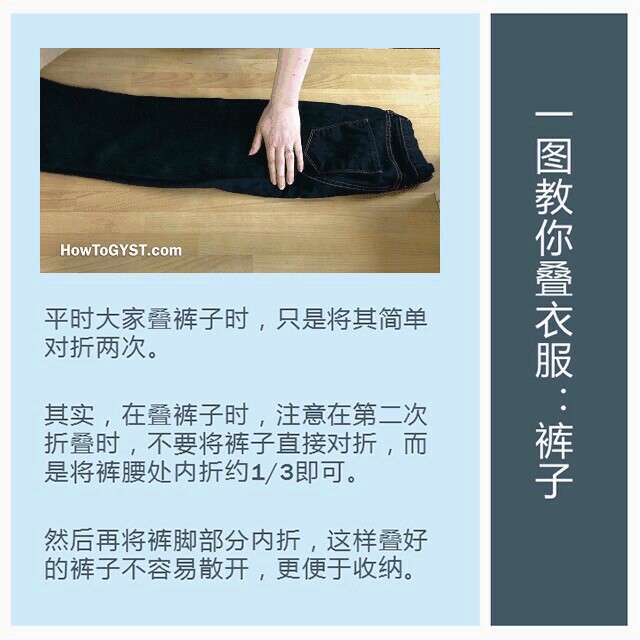 HowToGYST.com
平时大家叠裤子时，只是将其简单
对折两次。
其实，在叠裤子时，注意在第二次
折叠时，不要将裤子直接对折，而
是将裤腰处内折约1/3即可。
然后再将裤脚部分内折，这样叠好
的裤子不容易散开，更便于收纳。
一图教你叠衣服：裤子